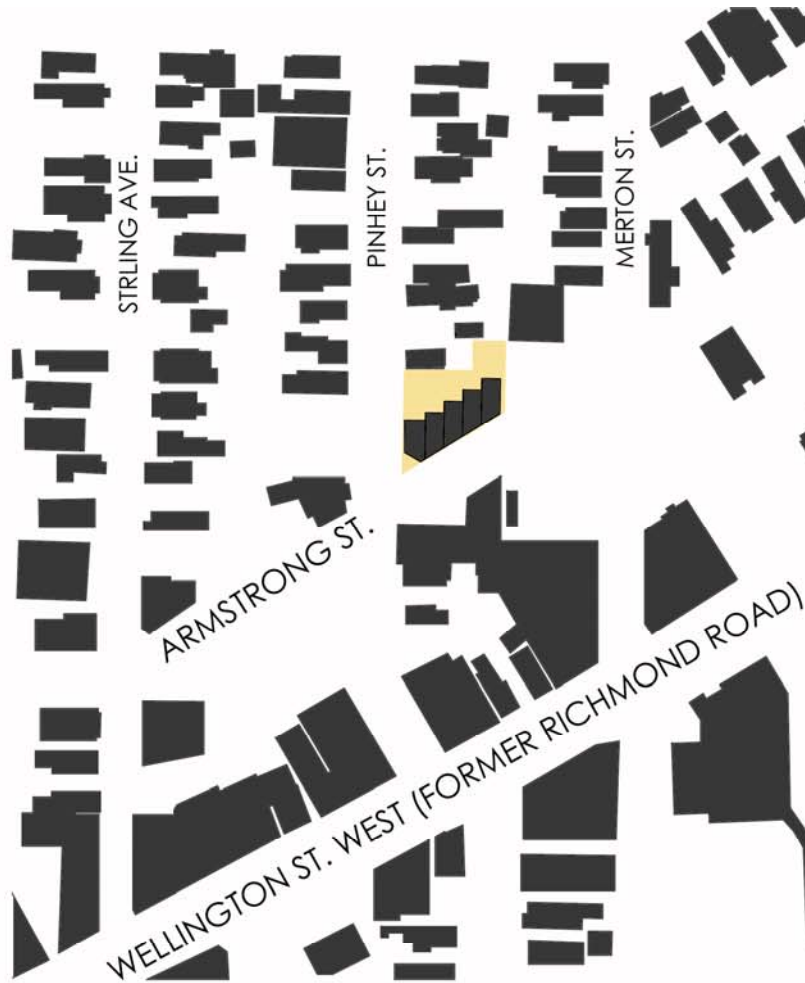 STRLING AVE.
PINHEY ST.
MERTON ST.
ARMSTRONG ST.
WELLINGTON ST. WEST (FORMER RICHMOND ROAD)